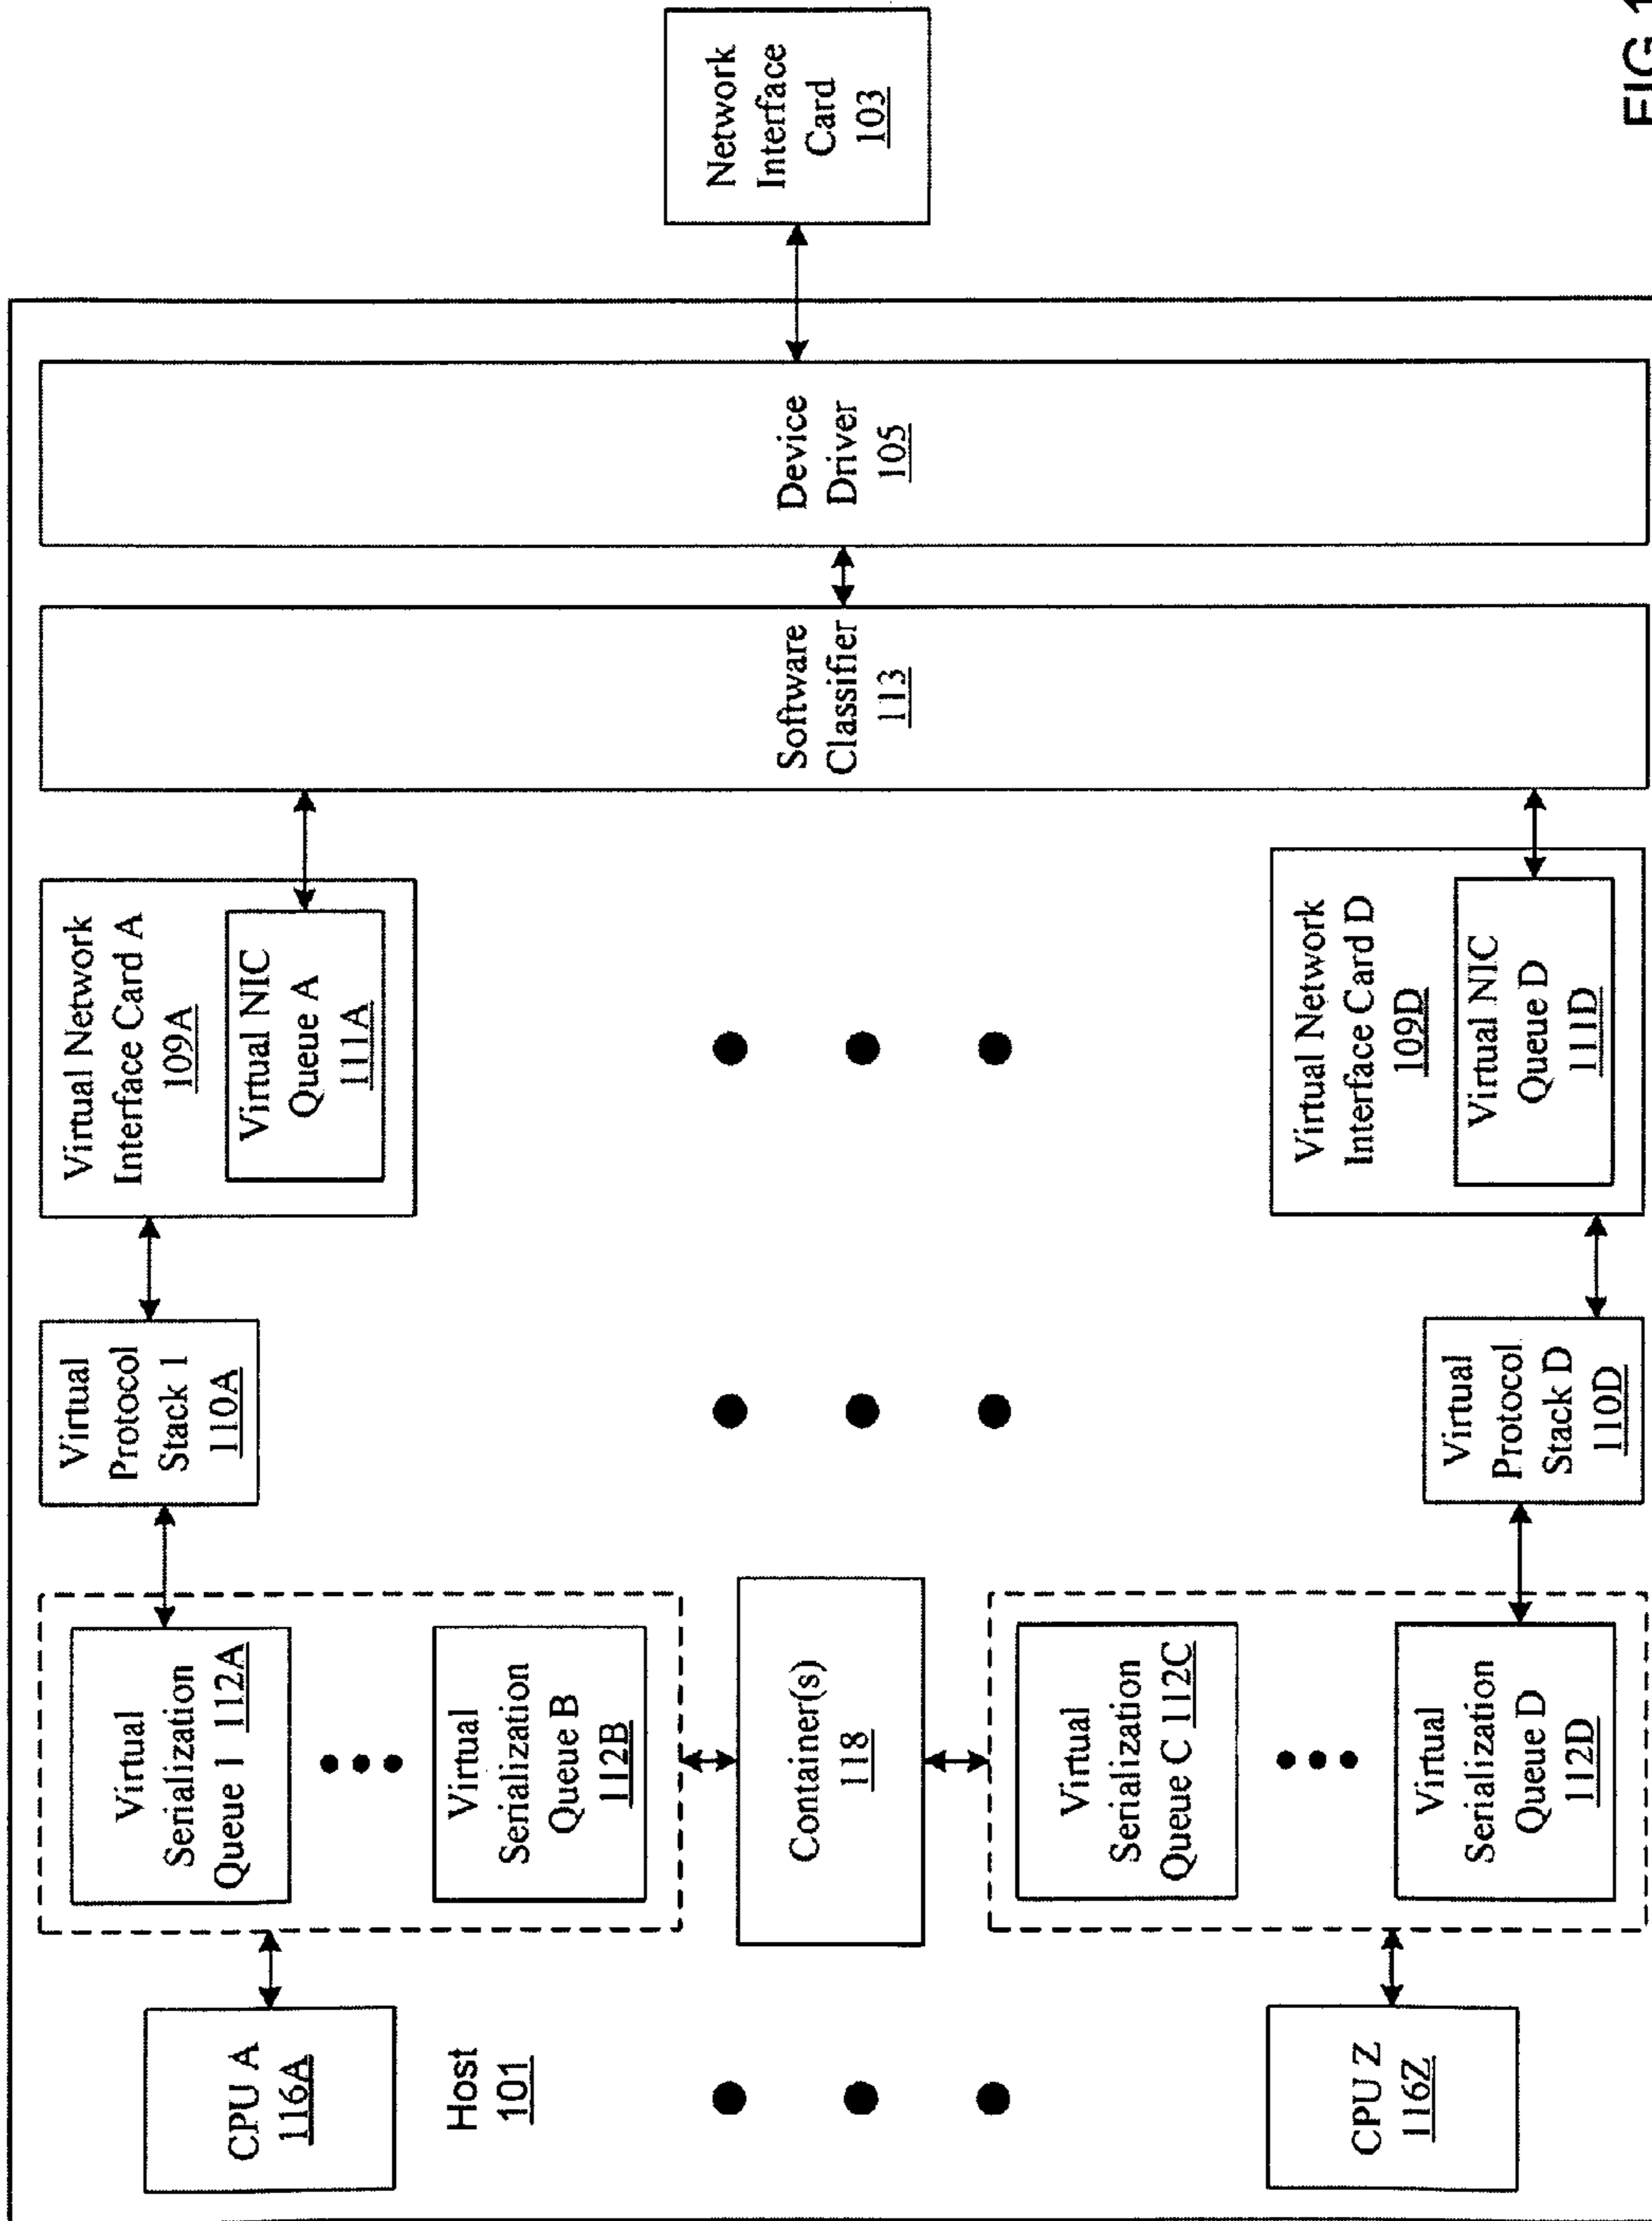 CPU A
116A
Host
101
CPU Z
116Z
Virtual
Serialization
Queue 1 112A
Virtual
Serialization
Queue B
112B
Container(s)
118
Virtual
Serialization
Queue C 112C
Virtual
Serialization
Queue D
112D
Virtual
Protocol
Stack 1
110A
Virtual
Protocol
Stack D
110D
Virtual Network
Interface Card A
109A
Virtual NIC
Queue A
111A
Virtual Network
Interface Card D
109D
Virtual NIC
Queue D
111D
Software
Classifier
113
Device
Driver
105
Network
Interface
Card
103
FIG